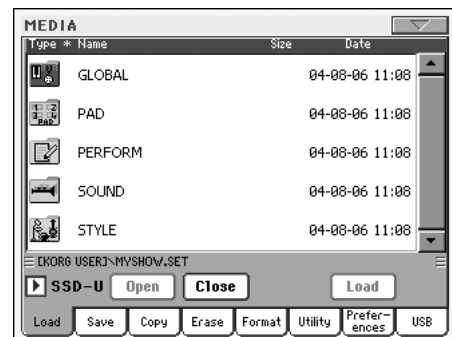 MEDIA
Type * Name Size Date
GLOBAL 04-08-06 11:08
PAD 04-08-06 11:08
PERFORM 04-08-06 11:08
SOUND 04-08-06 11:08
STYLE 04-08-06 11:08
[KORG USER]\MYSHOW.SET
SSD-U Open Close Load
Load Save Copy Erase Format Utility Prefer-ences USB